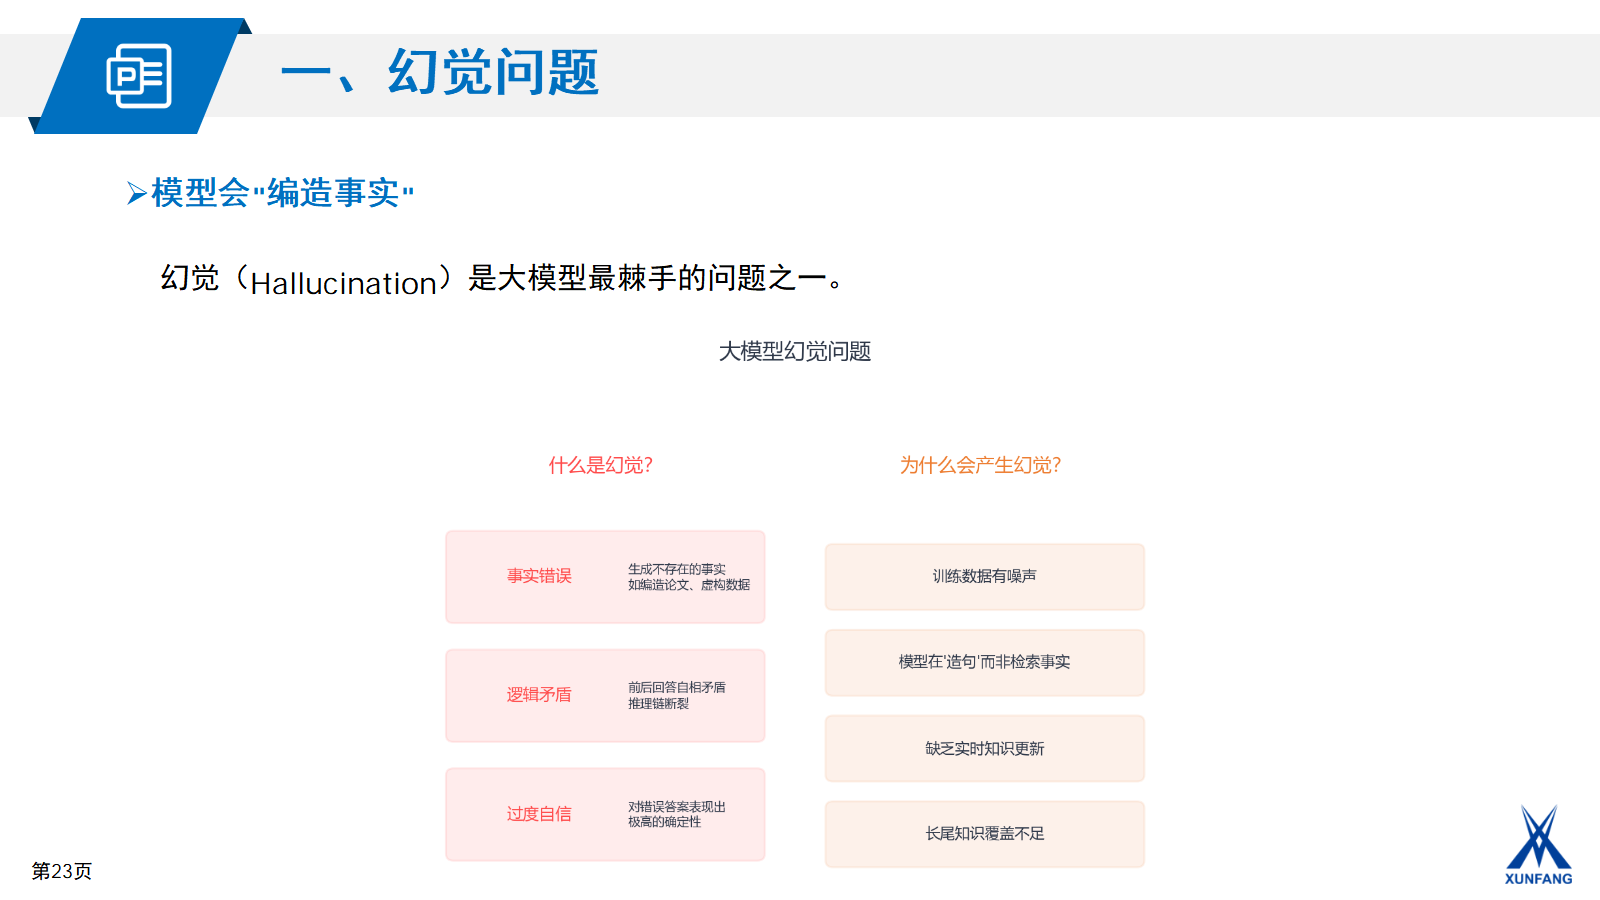 一、幻觉问题
➢模型会"编造事实"
幻觉（Hallucination）是大模型最棘手的问题之一。
大模型幻觉问题
什么是幻觉?
事实错误
生成不存在的事实
如编造论文、虚构数据
逻辑矛盾
前后回答自相矛盾
推理链断裂
过度自信
对错误答案表现出
极高的确定性
为什么会产生幻觉?
训练数据有噪声
模型在'造句'而非检索事实
缺乏实时知识更新
长尾知识覆盖不足
第23页
XUNFANG